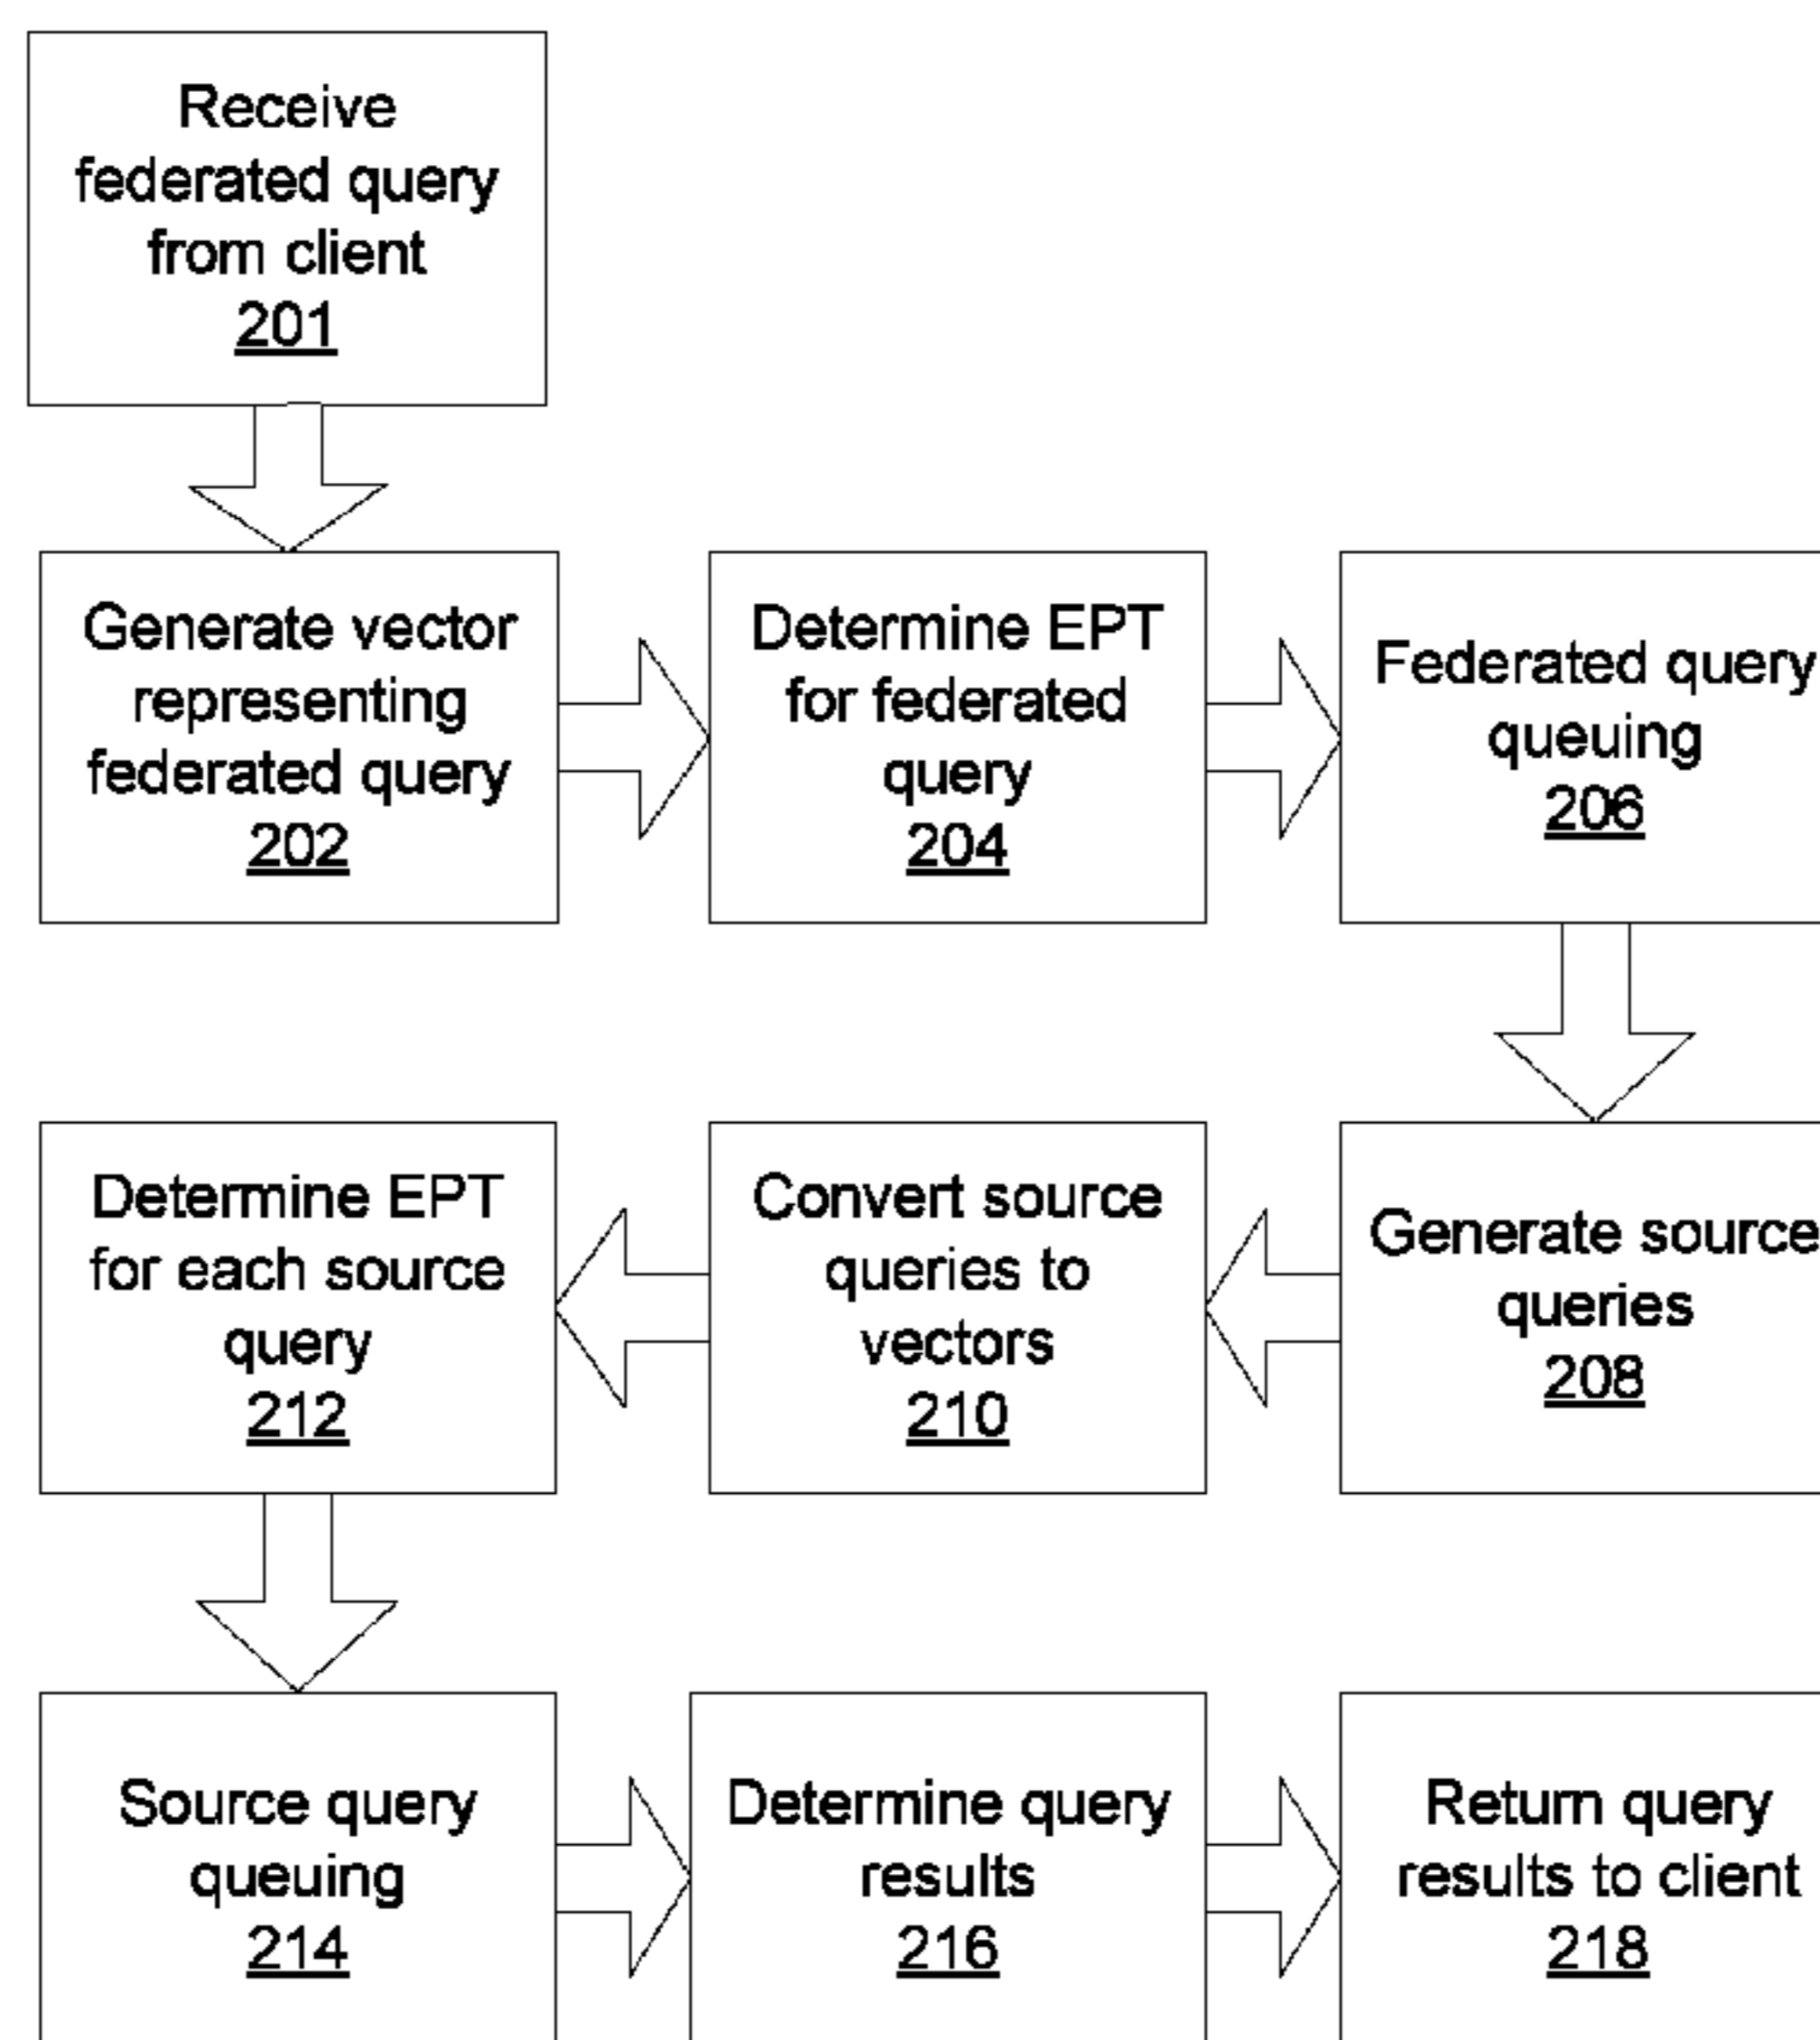 Receive
federated query
from client
201
Generate vector
representing
federated query
202
Determine EPT
for federated
query
204
Federated query
queuing
206
Generate source
queries
208
Convert source
queries to
vectors
210
Determine EPT
for each source
query
212
Source query
queuing
214
Determine query
results
216
Return query
results to client
218